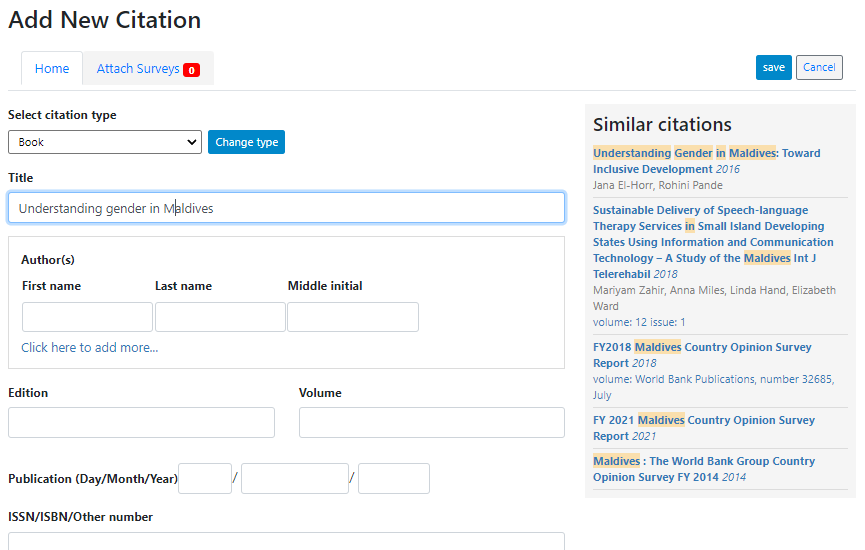 Add New Citation
Home
Attach Surveys 0
save
Cancel
Select citation type
Book
Change type
Title
Understanding gender in Maldives
Author(s)
First name
Last name
Middle initial
Click here to add more...
Edition
Volume
Publication (Day/Month/Year)
/
/
ISSN/ISBN/Other number
Similar citations
Understanding Gender in Maldives: Toward
Inclusive Development 2016
Jana El-Horr, Rohini Pande
Sustainable Delivery of Speech-language
Therapy Services in Small Island Developing
States Using Information and Communication
Technology – A Study of the Maldives Int J
Telerehabil 2018
Mariyam Zahir, Anna Miles, Linda Hand, Elizabeth
Ward
volume: 12 issue: 1
FY2018 Maldives Country Opinion Survey
Report 2018
volume: World Bank Publications, number 32685,
July
FY 2021 Maldives Country Opinion Survey
Report 2021
Maldives : The World Bank Group Country
Opinion Survey FY 2014 2014